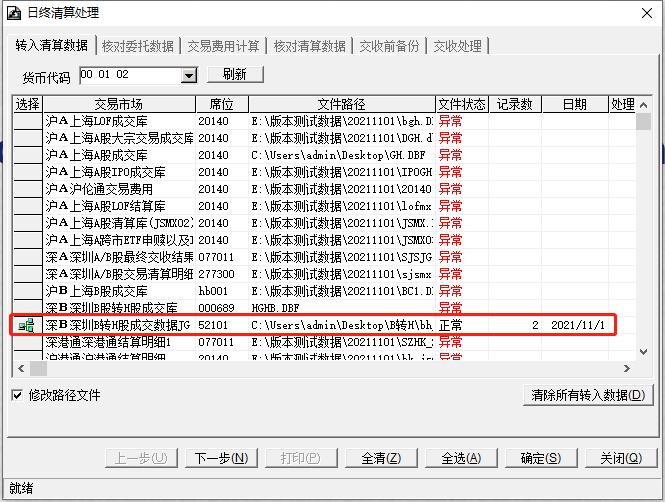 日终清算处理
转入清算数据 核对委托数据 交易费用计算 核对清算数据 交收前备份 交收处理
货币代码 00 01 02 刷新
选择 交易市场 席位 文件路径 文件状态 记录数 日期 处理
沪A上海LOF成交库 20140 E:\版本测试数据\20211101\bgh.D 异常
沪A上海A股大宗交易成交库 20140 E:\版本测试数据\20211101\DGH.d 异常
沪A上海A股成交库 20140 C:\Users\admin\Desktop\GH.DBF 异常
沪A上海A股IPO成交库 20140 E:\版本测试数据\20211101\IPOGH 异常
沪A沪伦通交易费用 20140 E:\版本测试数据\20211101\20140 异常
沪A上海A股LOF结算库 20140 E:\版本测试数据\20211101\lofmx 异常
沪A上海A股清算库(JSMX02) 20140 E:\版本测试数据\20211101\JSMX. 异常
沪A上海A跨市ETF申赎以及I 20140 E:\版本测试数据\20211101\JSMX0 异常
深A深圳A/B股最终交收结果 077011 E:\版本测试数据\20211101\SJSJG 异常
深A深圳A/B股交易清算明细 277300 E:\版本测试数据\20211101\sjsmx 异常
沪B上海B股成交库 hb001 E:\版本测试数据\20211101\BC1.D 异常
深B深圳B股转H股成交库 000689 HGHB.DBF 异常
深B深圳B转H股成交数据JG 52101 C:\Users\admin\Desktop\B转H\bh 正常 2 2021/11/1
深港通深港通结算明细1 077011 E:\版本测试数据\20211101\SZHK_ 异常
沪港通沪港通结算明细 20140 E:\版本测试数据\20211101\hk 异常
修改路径文件 清除所有转入数据(D)
上一步(U) 下一步(N) 打印(P) 全清(Z) 全选(A) 确定(S) 关闭(Q)
就绪